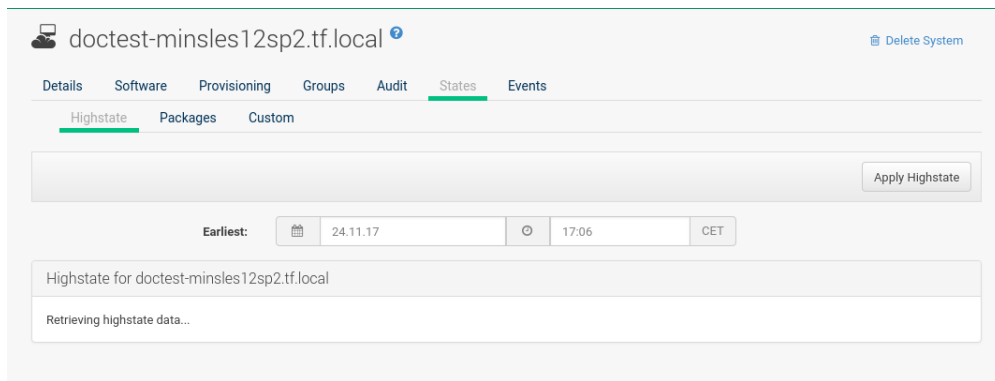 doctest-minsles12sp2.tf.local ?
Delete System
Details Software Provisioning Groups Audit States Events
Highstate Packages Custom
Apply Highstate
Earliest: 24.11.17 17:06 CET
Highstate for doctest-minsles12sp2.tf.local
Retrieving highstate data...